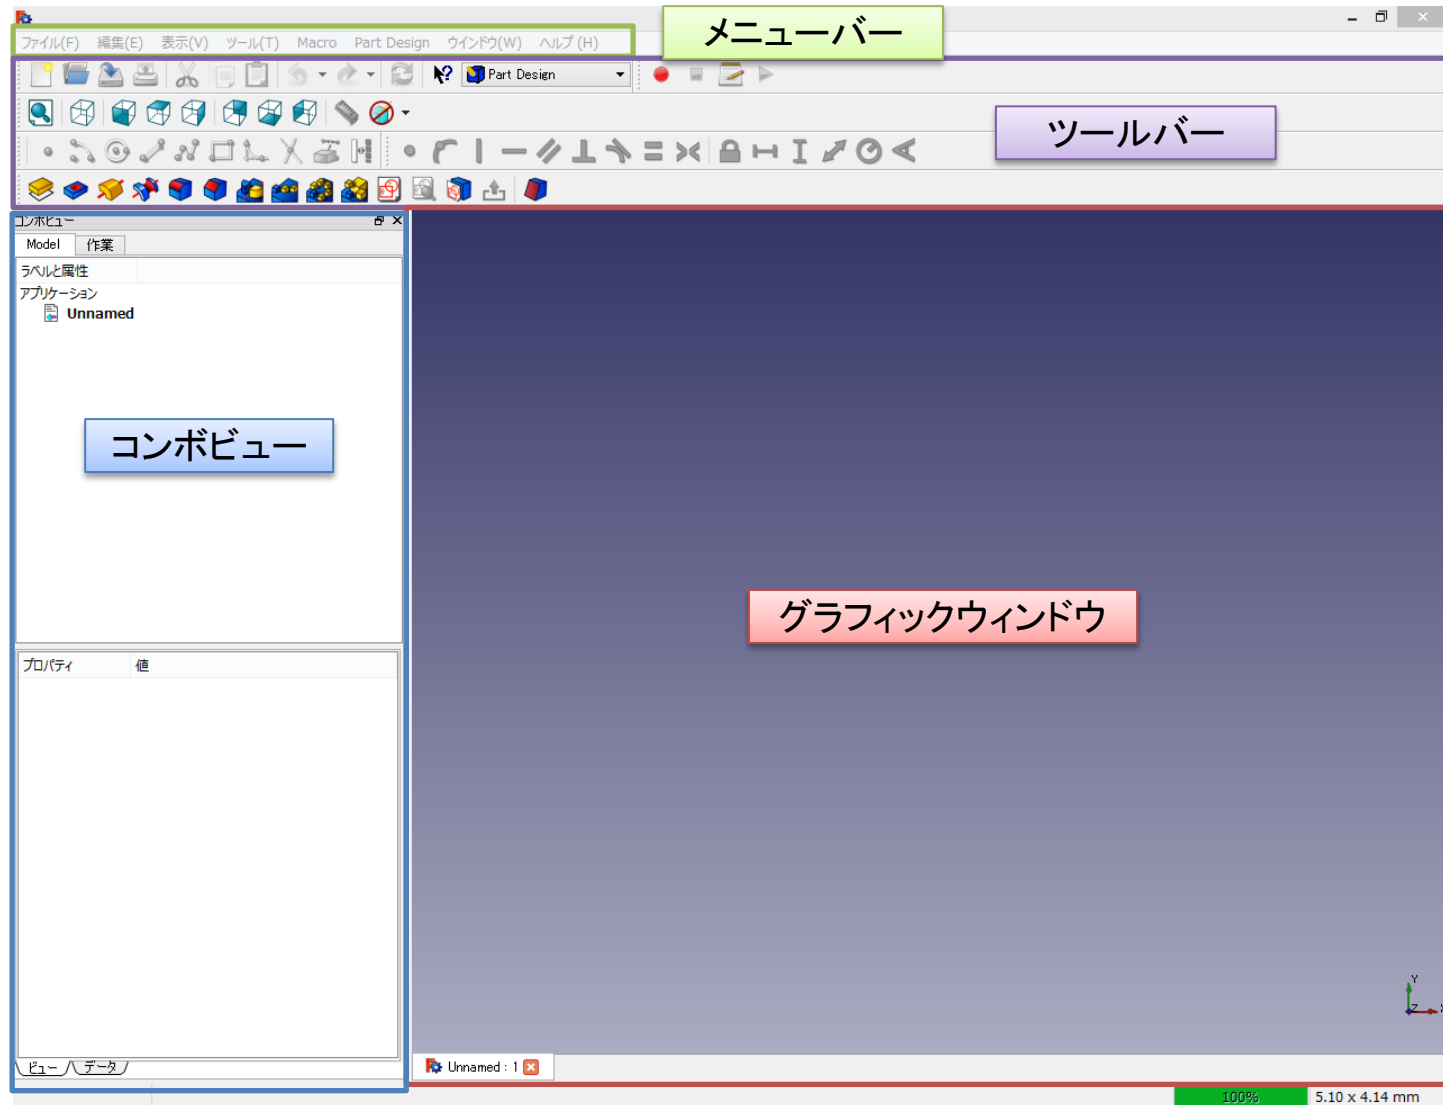 メニューバー
ファイル(F) 編集(E) 表示(V) ツール(T) Macro Part Design ウインドウ(W) ヘルプ(H)
Part Design
ツールバー
コンボビュー
Model 作業
ラベルと属性
アプリケーション
Unnamed
コンボビュー
グラフィックウィンドウ
プロパティ 値
Y
Z X
ビュー データ
Unnamed : 1
100% 5.10 x 4.14 mm